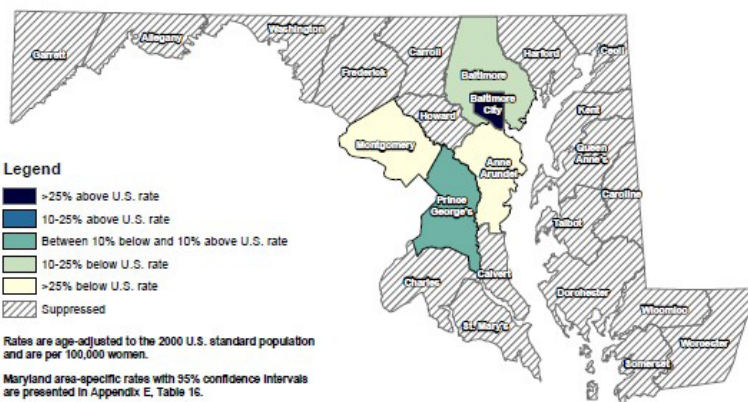 Garrett
Allegany
Washington
Frederick
Carroll
Baltimore
Harford
Cecil
Baltimore
City
Howard
Kent
Montgomery
Anne
Arundel
Queen
Anne's
Prince
George's
Caroline
Talbot
Charles
Calvert
Dorchester
St. Mary's
Wicomico
Worcester
Somerset
Legend
>25% above U.S. rate
10-25% above U.S. rate
Between 10% below and 10% above U.S. rate
10-25% below U.S. rate
>25% below U.S. rate
Suppressed
Rates are age-adjusted to the 2000 U.S. standard population
and are per 100,000 women.
Maryland area-specific rates with 95% confidence intervals
are presented in Appendix E, Table 16.